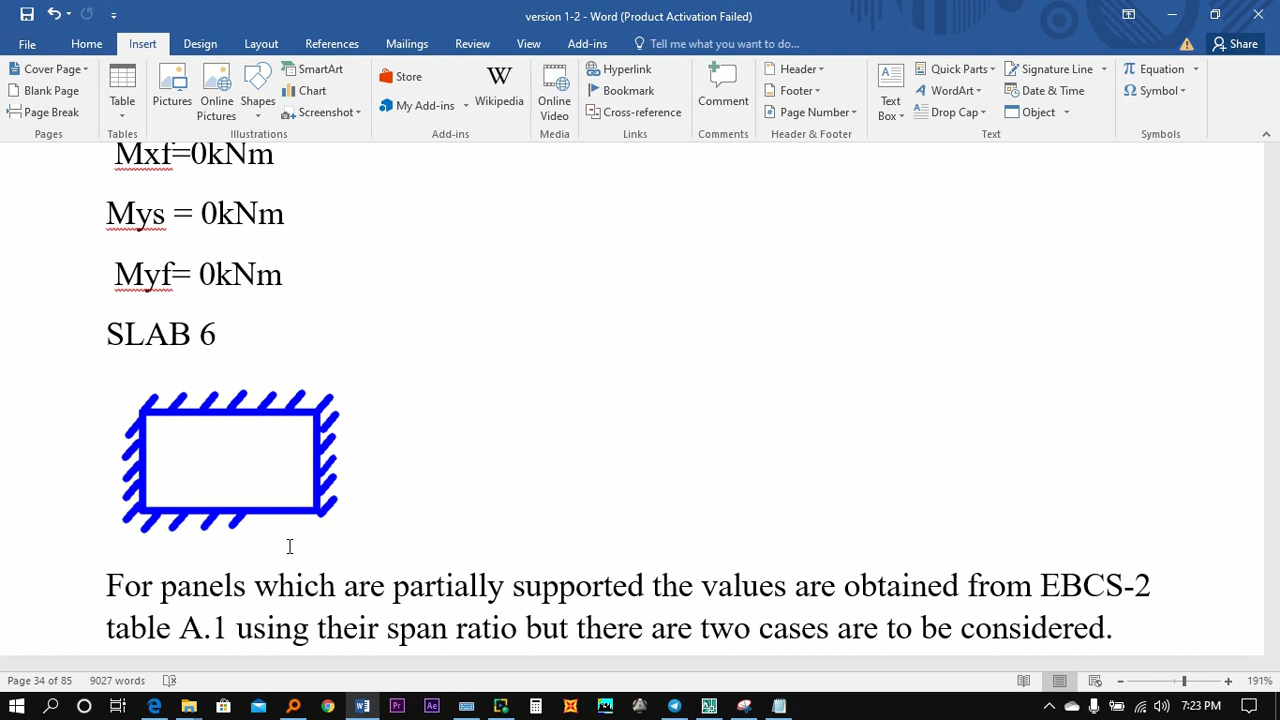 version 1-2 - Word (Product Activation Failed)
File Home Insert Design Layout References Mailings Review View Add-ins Tell me what you want to do... Share
Cover Page
Blank Page
Page Break
Pages
Table
Tables
Pictures
Online Pictures
Shapes
SmartArt
Chart
Screenshot
Illustrations
Store
My Add-ins
W
Wikipedia
Add-ins
Online Video
Media
Hyperlink
Bookmark
Cross-reference
Links
Comment
Comments
Header
Footer
Page Number
Header & Footer
Text Box
Quick Parts
WordArt
Drop Cap
Signature Line
Date & Time
Object
Text
Equation
Symbol
Symbols
Mxf=0kNm
Mys = 0kNm
Myf= 0kNm
SLAB 6
For panels which are partially supported the values are obtained from EBCS-2
table A.1 using their span ratio but there are two cases are to be considered.
Page 34 of 85 9027 words 191%
7:23 PM